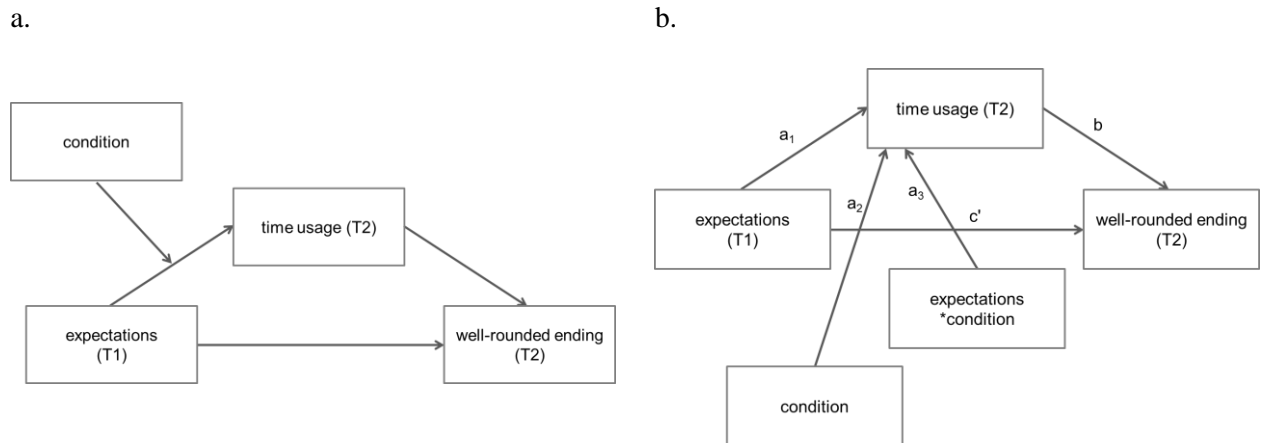 a.
condition
time usage (T2)
expectations
(T1)
well-rounded ending
(T2)
b.
time usage (T2)
a₁
b
a₂
a₃
c'
expectations
(T1)
well-rounded ending
(T2)
expectations
*condition
condition